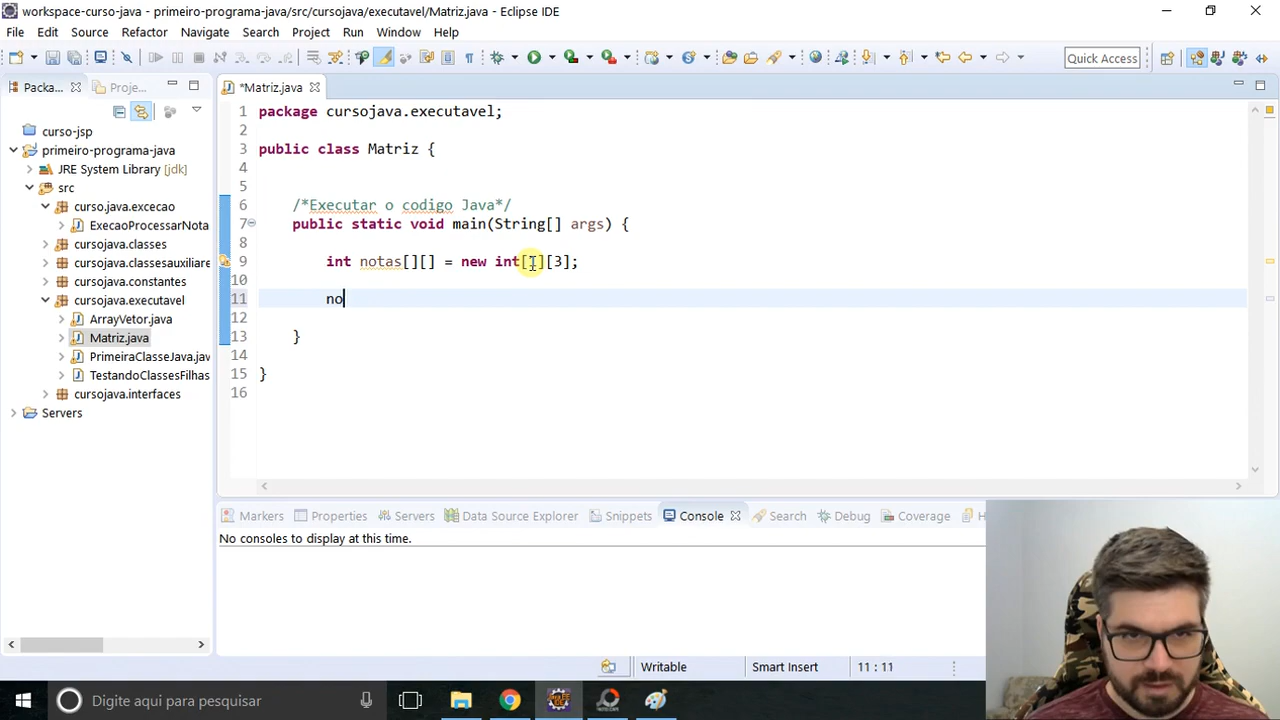 workspace-curso-java - primeiro-programa-java/src/cursojava/executavel/Matriz.java - Eclipse IDE
File Edit Source Refactor Navigate Search Project Run Window Help
Quick Access
Packa...
Proje...
*Matriz.java
curso-jsp
primeiro-programa-java
JRE System Library [jdk]
src
curso.java.excecao
ExecaoProcessarNota
cursojava.classes
cursojava.classesauxiliare
cursojava.constantes
cursojava.executavel
ArrayVetor.java
Matriz.java
PrimeiraClasseJava.jav
TestandoClassesFilhas
cursojava.interfaces
Servers
1 package cursojava.executavel;
2
3 public class Matriz {
4
5
6 /*Executar o codigo Java*/
7 public static void main(String[] args) {
8
9 int notas[][] = new int[][3];
10
11 no
12
13 }
14
15 }
16
Markers Properties Servers Data Source Explorer Snippets Console Search Debug Coverage H
No consoles to display at this time.
Writable Smart Insert 11 : 11
Digite aqui para pesquisar